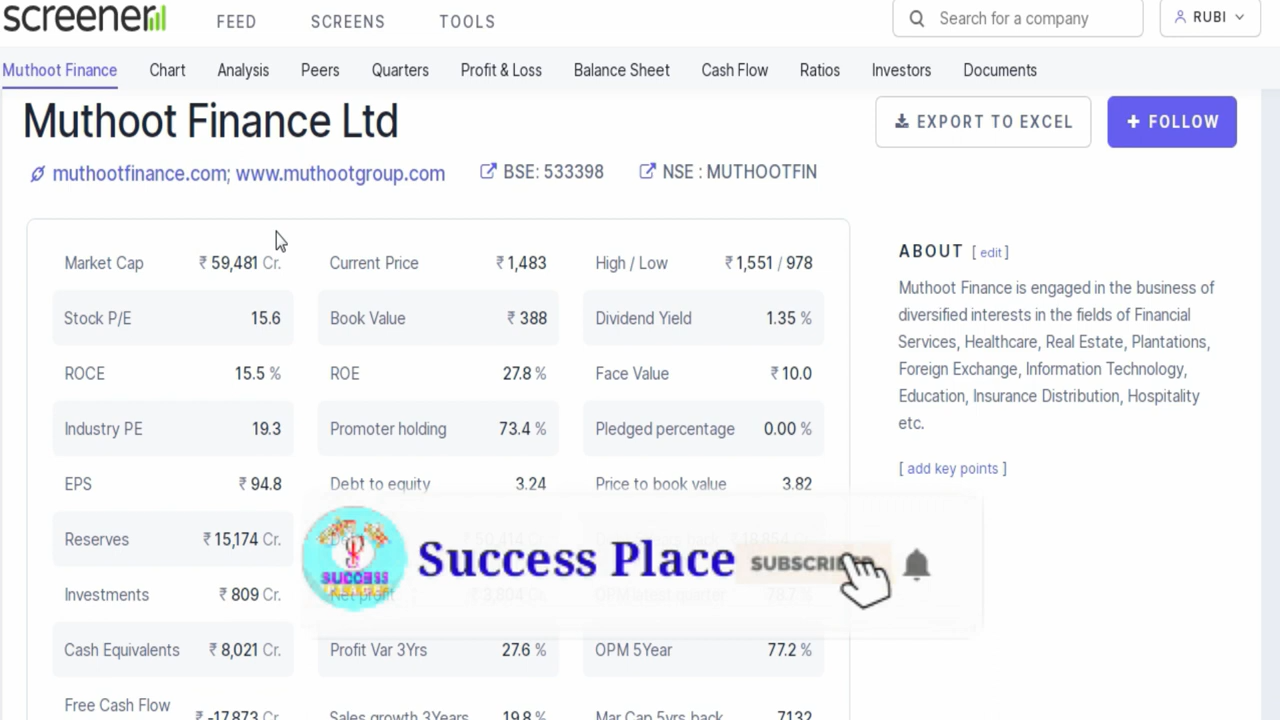 screener
FEED SCREENS TOOLS
Search for a company
RUBI
Muthoot Finance Chart Analysis Peers Quarters Profit & Loss Balance Sheet Cash Flow Ratios Investors Documents
Muthoot Finance Ltd
EXPORT TO EXCEL
+ FOLLOW
muthootfinance.com; www.muthootgroup.com BSE: 533398 NSE : MUTHOOTFIN
Market Cap ₹ 59,481 Cr. Current Price ₹ 1,483 High / Low ₹ 1,551 / 978
Stock P/E 15.6 Book Value ₹ 388 Dividend Yield 1.35 %
ROCE 15.5 % ROE 27.8 % Face Value ₹ 10.0
Industry PE 19.3 Promoter holding 73.4 % Pledged percentage 0.00 %
EPS ₹ 94.8 Debt to equity 3.24 Price to book value 3.82
Reserves ₹ 15,174 Cr.
Investments ₹ 809 Cr. Net profit
Cash Equivalents ₹ 8,021 Cr. Profit Var 3Yrs 27.6 % OPM 5Year 77.2 %
Free Cash Flow
₹ -17,873 Cr. Sales growth 3Years 19.8 % Mar Cap 5yrs back 7132
ABOUT [ edit ]
Muthoot Finance is engaged in the business of
diversified interests in the fields of Financial
Services, Healthcare, Real Estate, Plantations,
Foreign Exchange, Information Technology,
Education, Insurance Distribution, Hospitality
etc.
[ add key points ]
SUCCESS
Success Place SUBSCRIBE